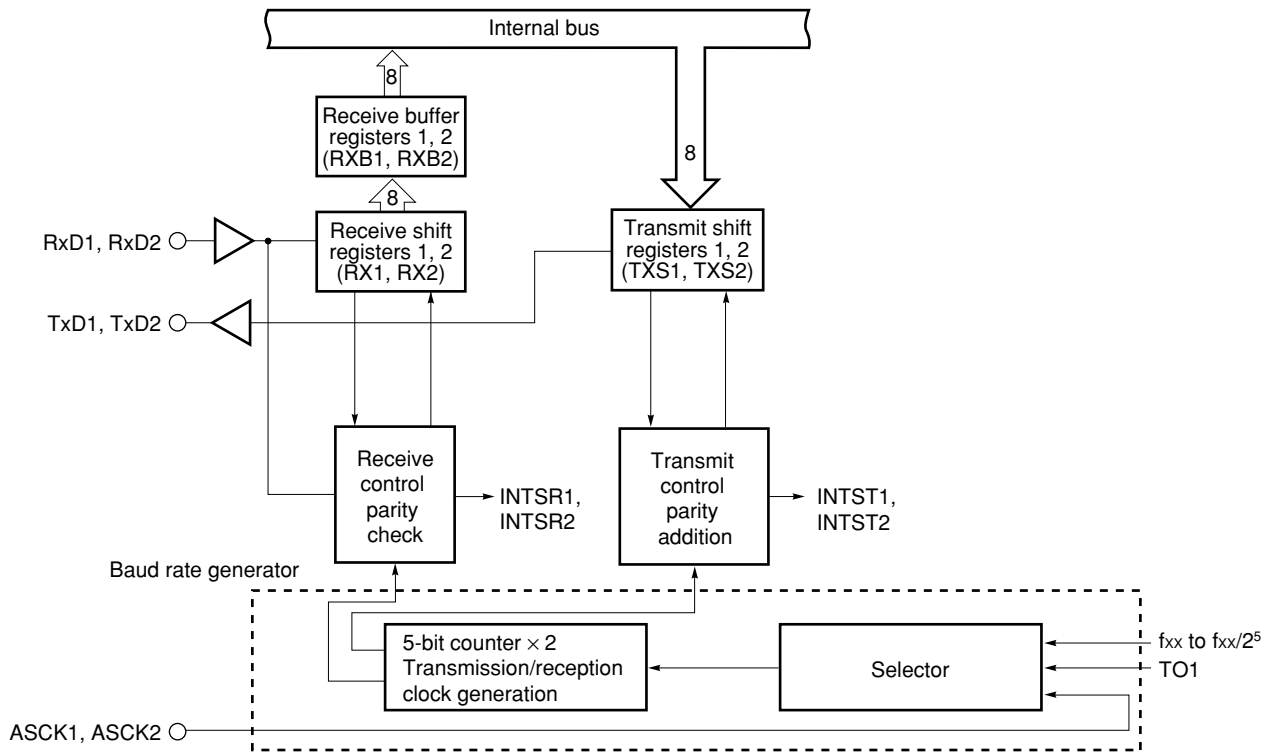 Internal bus
8
Receive buffer
registers 1, 2
(RXB1, RXB2)
8
8
RxD1, RxD2
Receive shift
registers 1, 2
(RX1, RX2)
Transmit shift
registers 1, 2
(TXS1, TXS2)
TxD1, TxD2
Receive
control
parity
check
INTSR1,
INTSR2
Transmit
control
parity
addition
INTST1,
INTST2
Baud rate generator
5-bit counter × 2
Transmission/reception
clock generation
Selector
fxx to fxx/2⁵
TO1
ASCK1, ASCK2